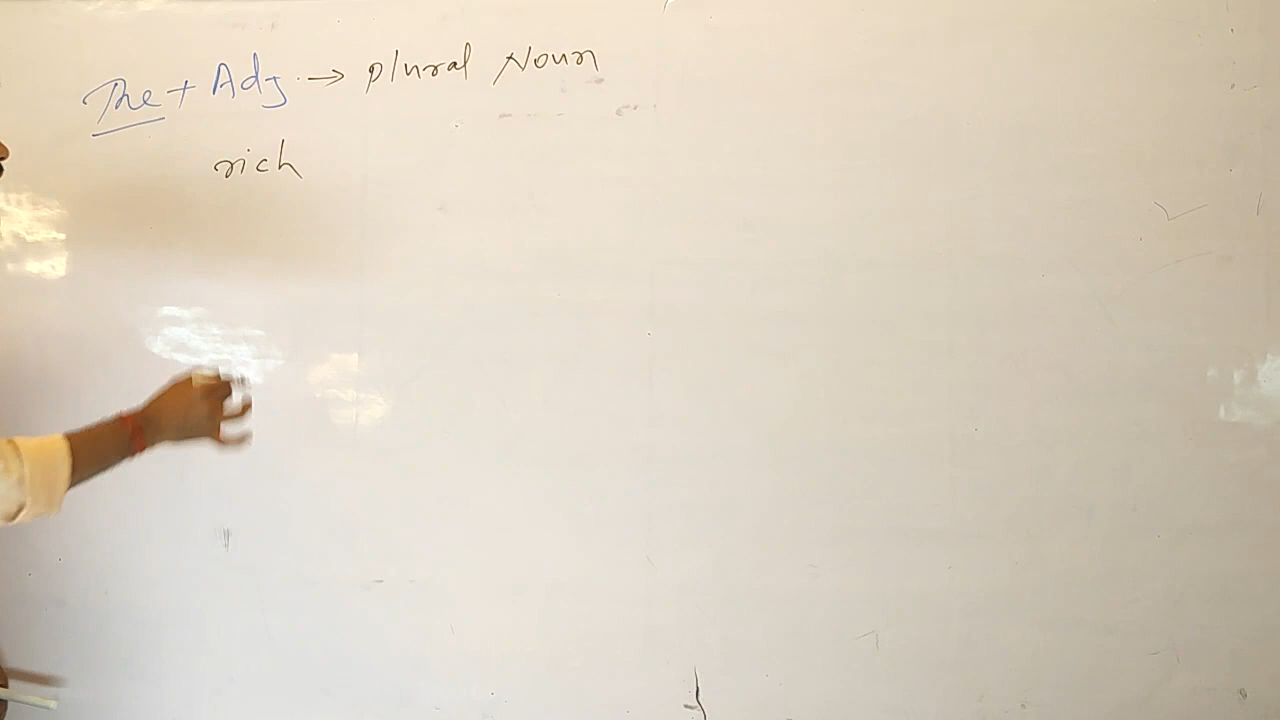 The + Adj. → plural Noun
rich